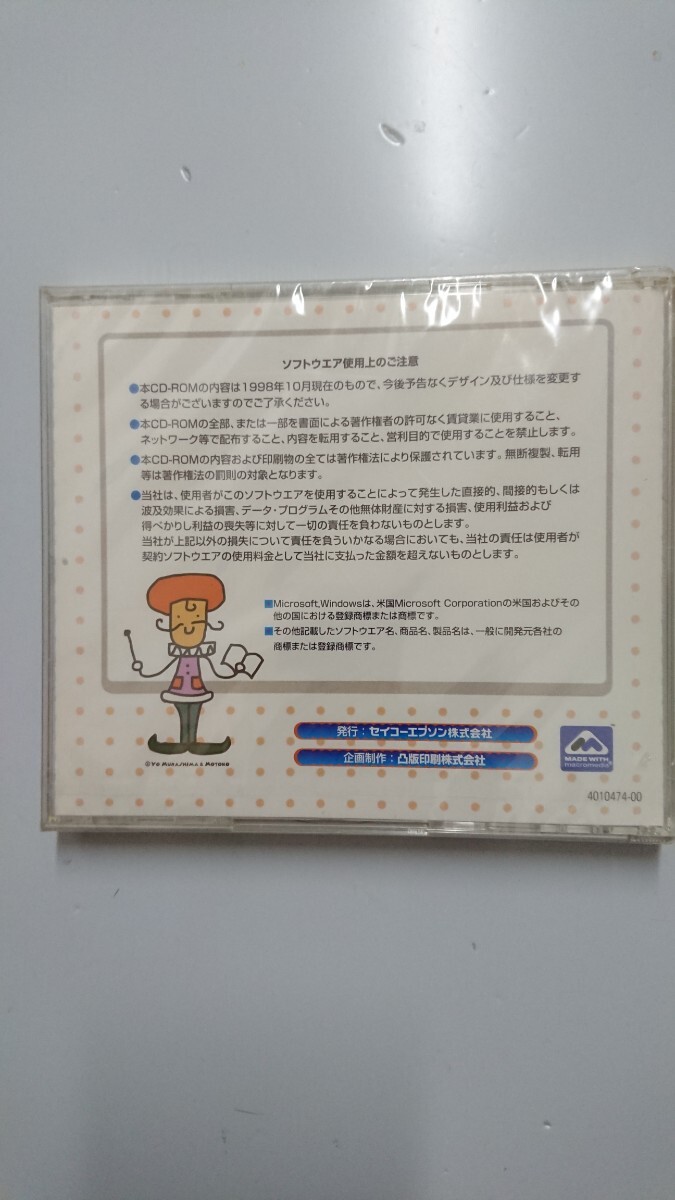 ソフトウエア使用上のご注意
●本CD-ROMの内容は1998年10月現在のもので、今後予告なくデザイン及び仕様を変更す
る場合がございますのでご了承ください。
●本CD-ROMの全部、または一部を書面による著作権者の許可なく賃貸業に使用すること、
ネットワーク等で配布すること、内容を転用すること、営利目的で使用することを禁止します。
●本CD-ROMの内容および印刷物の全ては著作権法により保護されています。無断複製、転用
等は著作権法の罰則の対象となります。
●当社は、使用者がこのソフトウエアを使用することによって発生した直接的、間接的もしくは
波及効果による損害、データ・プログラムその他無体財産に対する損害、使用利益および
得べかりし利益の喪失等に対して一切の責任を負わないものとします。
当社が上記以外の損失について責任を負ういかなる場合においても、当社の責任は使用者が
契約ソフトウエアの使用料金として当社に支払った金額を超えないものとします。
■Microsoft,Windowsは、米国Microsoft Corporationの米国およびその
他の国における登録商標または商標です。
■その他記載したソフトウエア名、商品名、製品名は、一般に開発元各社の
商標または登録商標です。
©YO MURASHIMA & MOTOKO
発行：セイコーエプソン株式会社
企画制作：凸版印刷株式会社
MADE WITH
MACROMEDIA
4010474-00